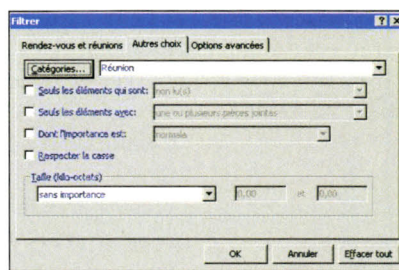 Filtrer
Rendez-vous et réunions Autres choix Options avancées
Catégories... Réunion
Seuls les éléments qui sont: non lu(s)
Seuls les éléments avec: une ou plusieurs pièces jointes
Dont l'importance est: normale
Respecter la casse
Taille (kilo-octets)
sans importance 0,00 et 0,00
OK Annuler Effacer tout